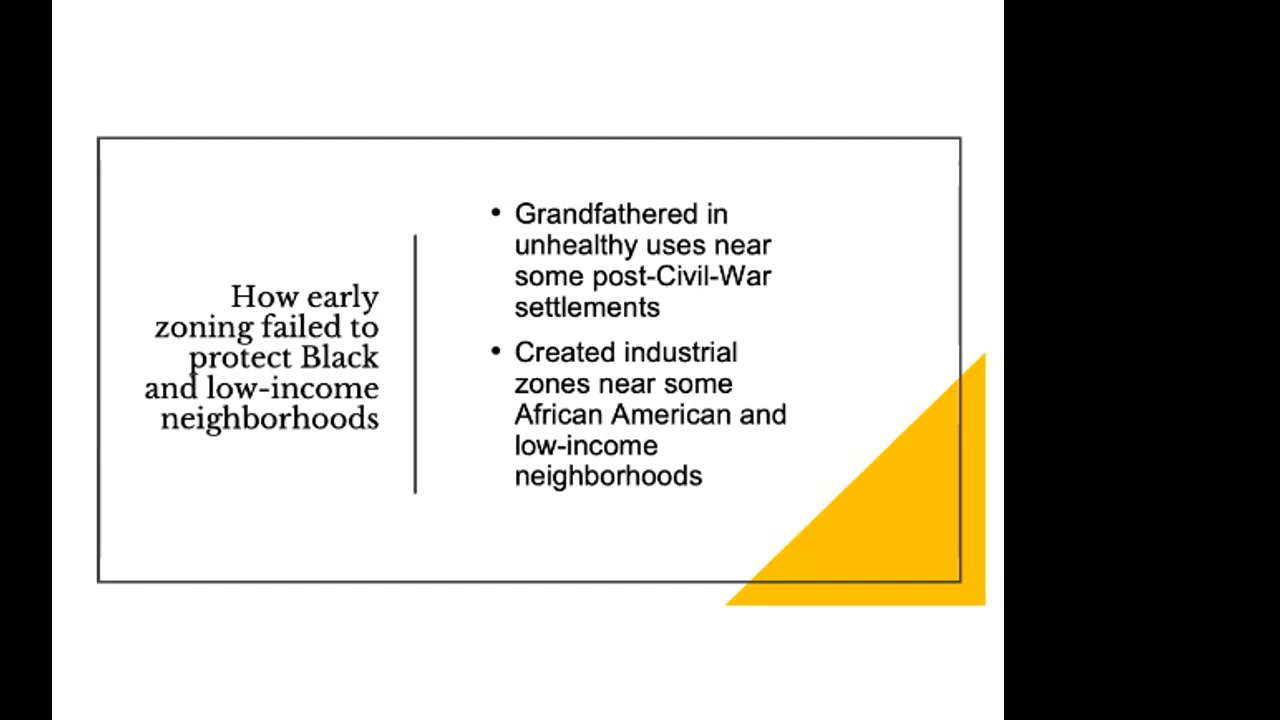 How early
zoning failed to
protect Black
and low-income
neighborhoods
• Grandfathered in
unhealthy uses near
some post-Civil-War
settlements
• Created industrial
zones near some
African American and
low-income
neighborhoods